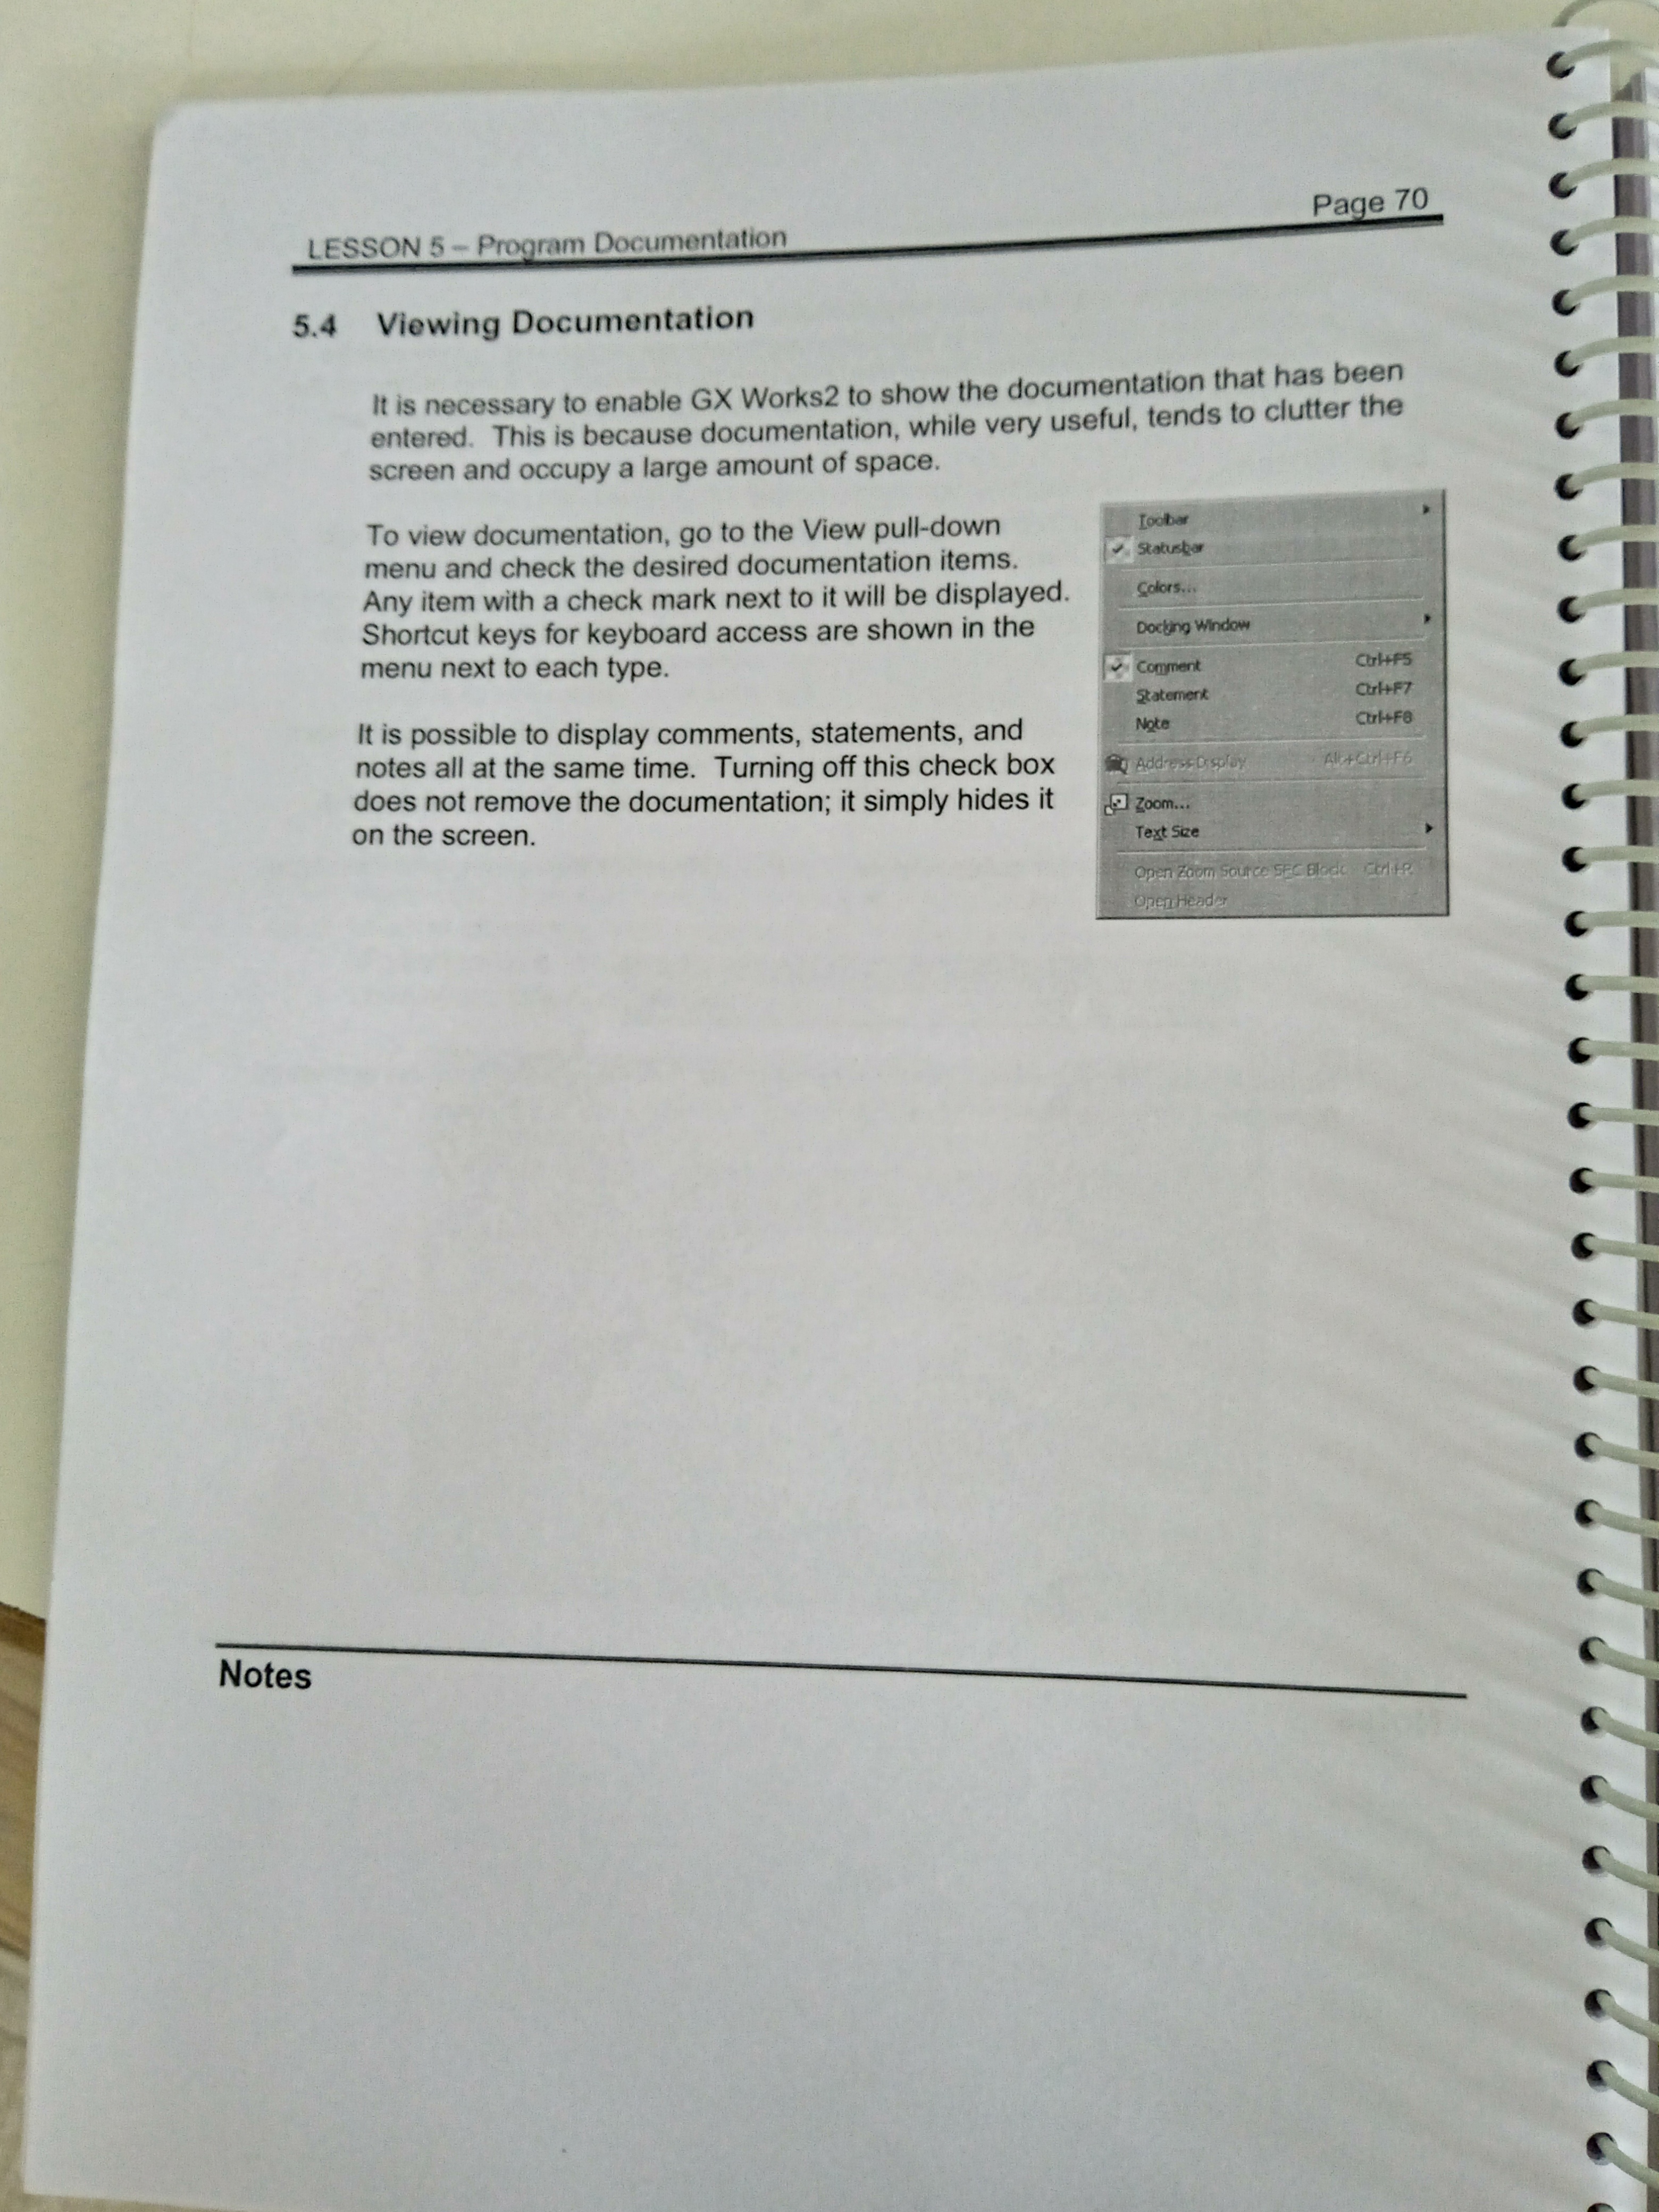 Page 70
LESSON 5 – Program Documentation
5.4 Viewing Documentation
It is necessary to enable GX Works2 to show the documentation that has been
entered. This is because documentation, while very useful, tends to clutter the
screen and occupy a large amount of space.
To view documentation, go to the View pull-down
menu and check the desired documentation items.
Any item with a check mark next to it will be displayed.
Shortcut keys for keyboard access are shown in the
menu next to each type.
It is possible to display comments, statements, and
notes all at the same time. Turning off this check box
does not remove the documentation; it simply hides it
on the screen.
Toolbar
Statusbar
Colors...
Docking Window
Comment Ctrl+F5
Statement Ctrl+F7
Note Ctrl+F8
Address Display Alt+Ctrl+F6
Zoom...
Text Size
Open Zoom Source SFC Block Ctrl+R
Open Header
Notes